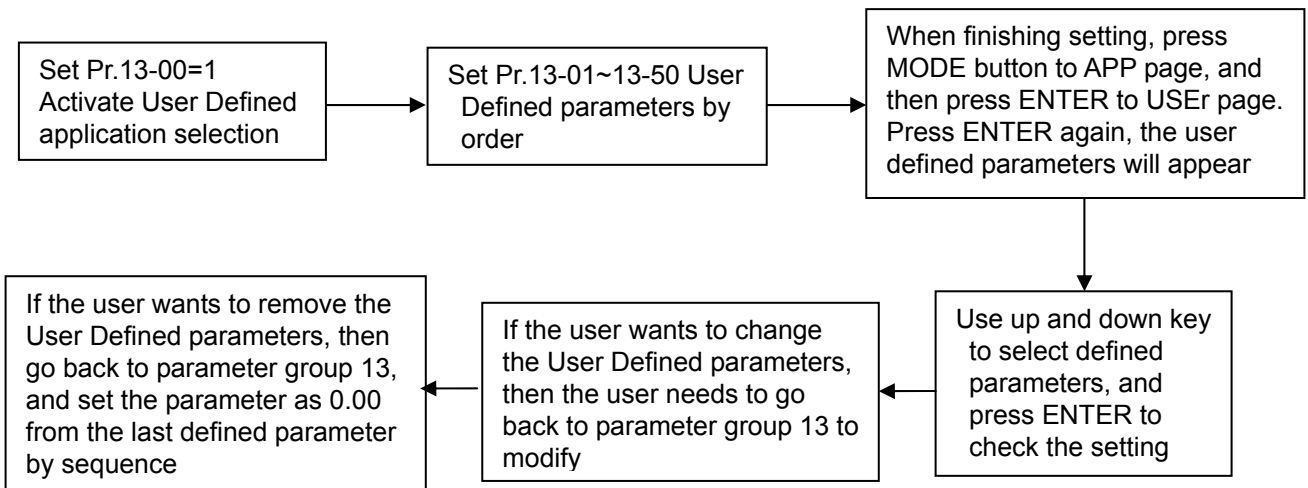 Set Pr.13-00=1
Activate User Defined
application selection
Set Pr.13-01~13-50 User
Defined parameters by
order
When finishing setting, press
MODE button to APP page, and
then press ENTER to USEr page.
Press ENTER again, the user
defined parameters will appear
Use up and down key
to select defined
parameters, and
press ENTER to
check the setting
If the user wants to change
the User Defined parameters,
then the user needs to go
back to parameter group 13 to
modify
If the user wants to remove the
User Defined parameters, then
go back to parameter group 13,
and set the parameter as 0.00
from the last defined parameter
by sequence